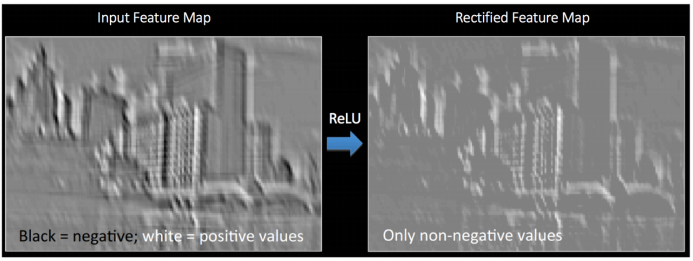 Input Feature Map
Rectified Feature Map
ReLU
Black = negative; white = positive values
Only non-negative values